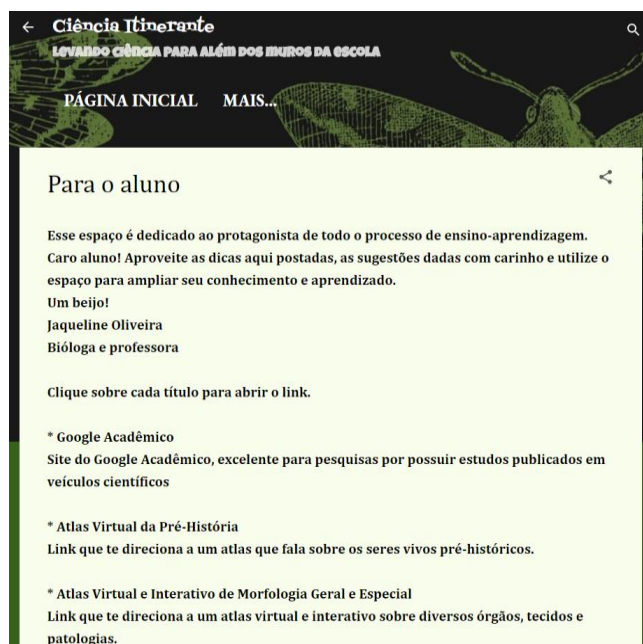 Ciência Itinerante
Levando ciência para além dos muros da escola
PÁGINA INICIAL MAIS...
Para o aluno
Esse espaço é dedicado ao protagonista de todo o processo de ensino-aprendizagem.
Caro aluno! Aproveite as dicas aqui postadas, as sugestões dadas com carinho e utilize o
espaço para ampliar seu conhecimento e aprendizado.
Um beijo!
Jaqueline Oliveira
Bióloga e professora
Clique sobre cada título para abrir o link.
* Google Acadêmico
Site do Google Acadêmico, excelente para pesquisas por possuir estudos publicados em
veículos científicos
* Atlas Virtual da Pré-História
Link que te direciona a um atlas que fala sobre os seres vivos pré-históricos.
* Atlas Virtual e Interativo de Morfologia Geral e Especial
Link que te direciona a um atlas virtual e interativo sobre diversos órgãos, tecidos e
patologias.